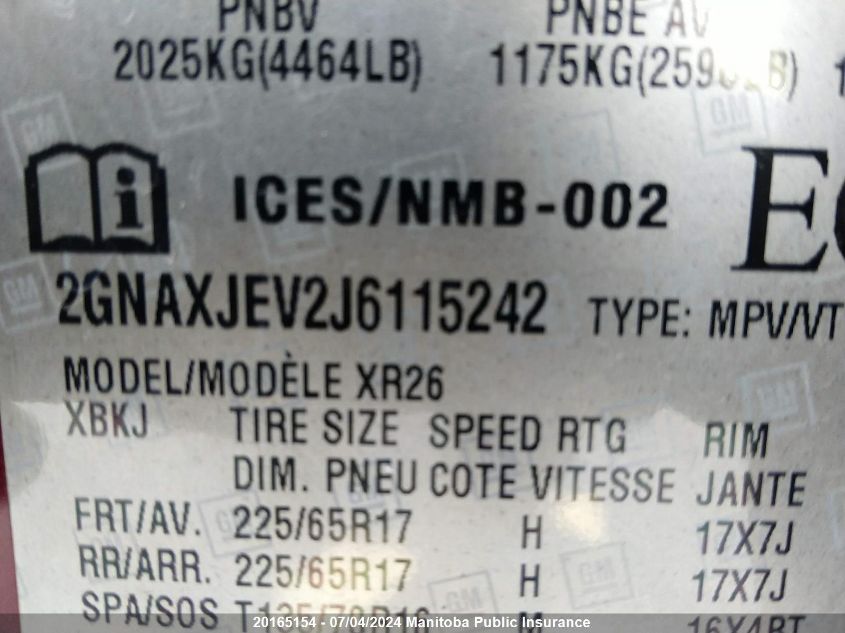 PNBV PNBE AV
2025KG(4464LB) 1175KG(259
ICES/NMB-002
2GNAXJEV2J6115242 TYPE: MPV/VT
MODEL/MODÈLE XR26
XBKJ TIRE SIZE SPEED RTG RIM
DIM. PNEU COTE VITESSE JANTE
FRT/AV. 225/65R17 H 17X7J
RR/ARR. 225/65R17 H 17X7J
SPA/SOS
20165154 - 07/04/2024 Manitoba Public Insurance